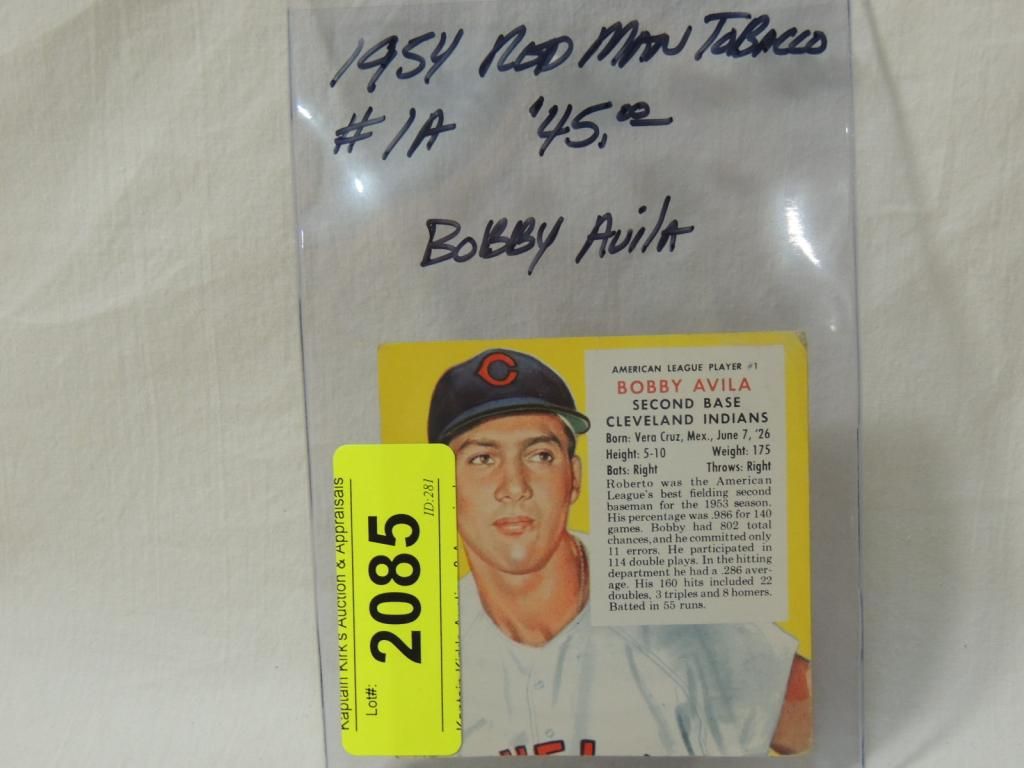 1954 RED MAN TOBACCO
#1A $45.00
BOBBY AvilA
C
AMERICAN LEAGUE PLAYER #1
BOBBY AVILA
SECOND BASE
CLEVELAND INDIANS
Born: Vera Cruz, Mex., June 7, '26
Height: 5-10 Weight: 175
Bats: Right Throws: Right
Roberto was the American
League's best fielding second
baseman for the 1953 season.
His percentage was .986 for 140
games. Bobby had 802 total
chances, and he committed only
11 errors. He participated in
114 double plays. In the hitting
department he had a .286 aver-
age. His 160 hits included 22
doubles, 3 triples and 8 homers.
Batted in 55 runs.
Kaptain Kirk's Auction & Appraisals
Lot#: 2085
ID:281